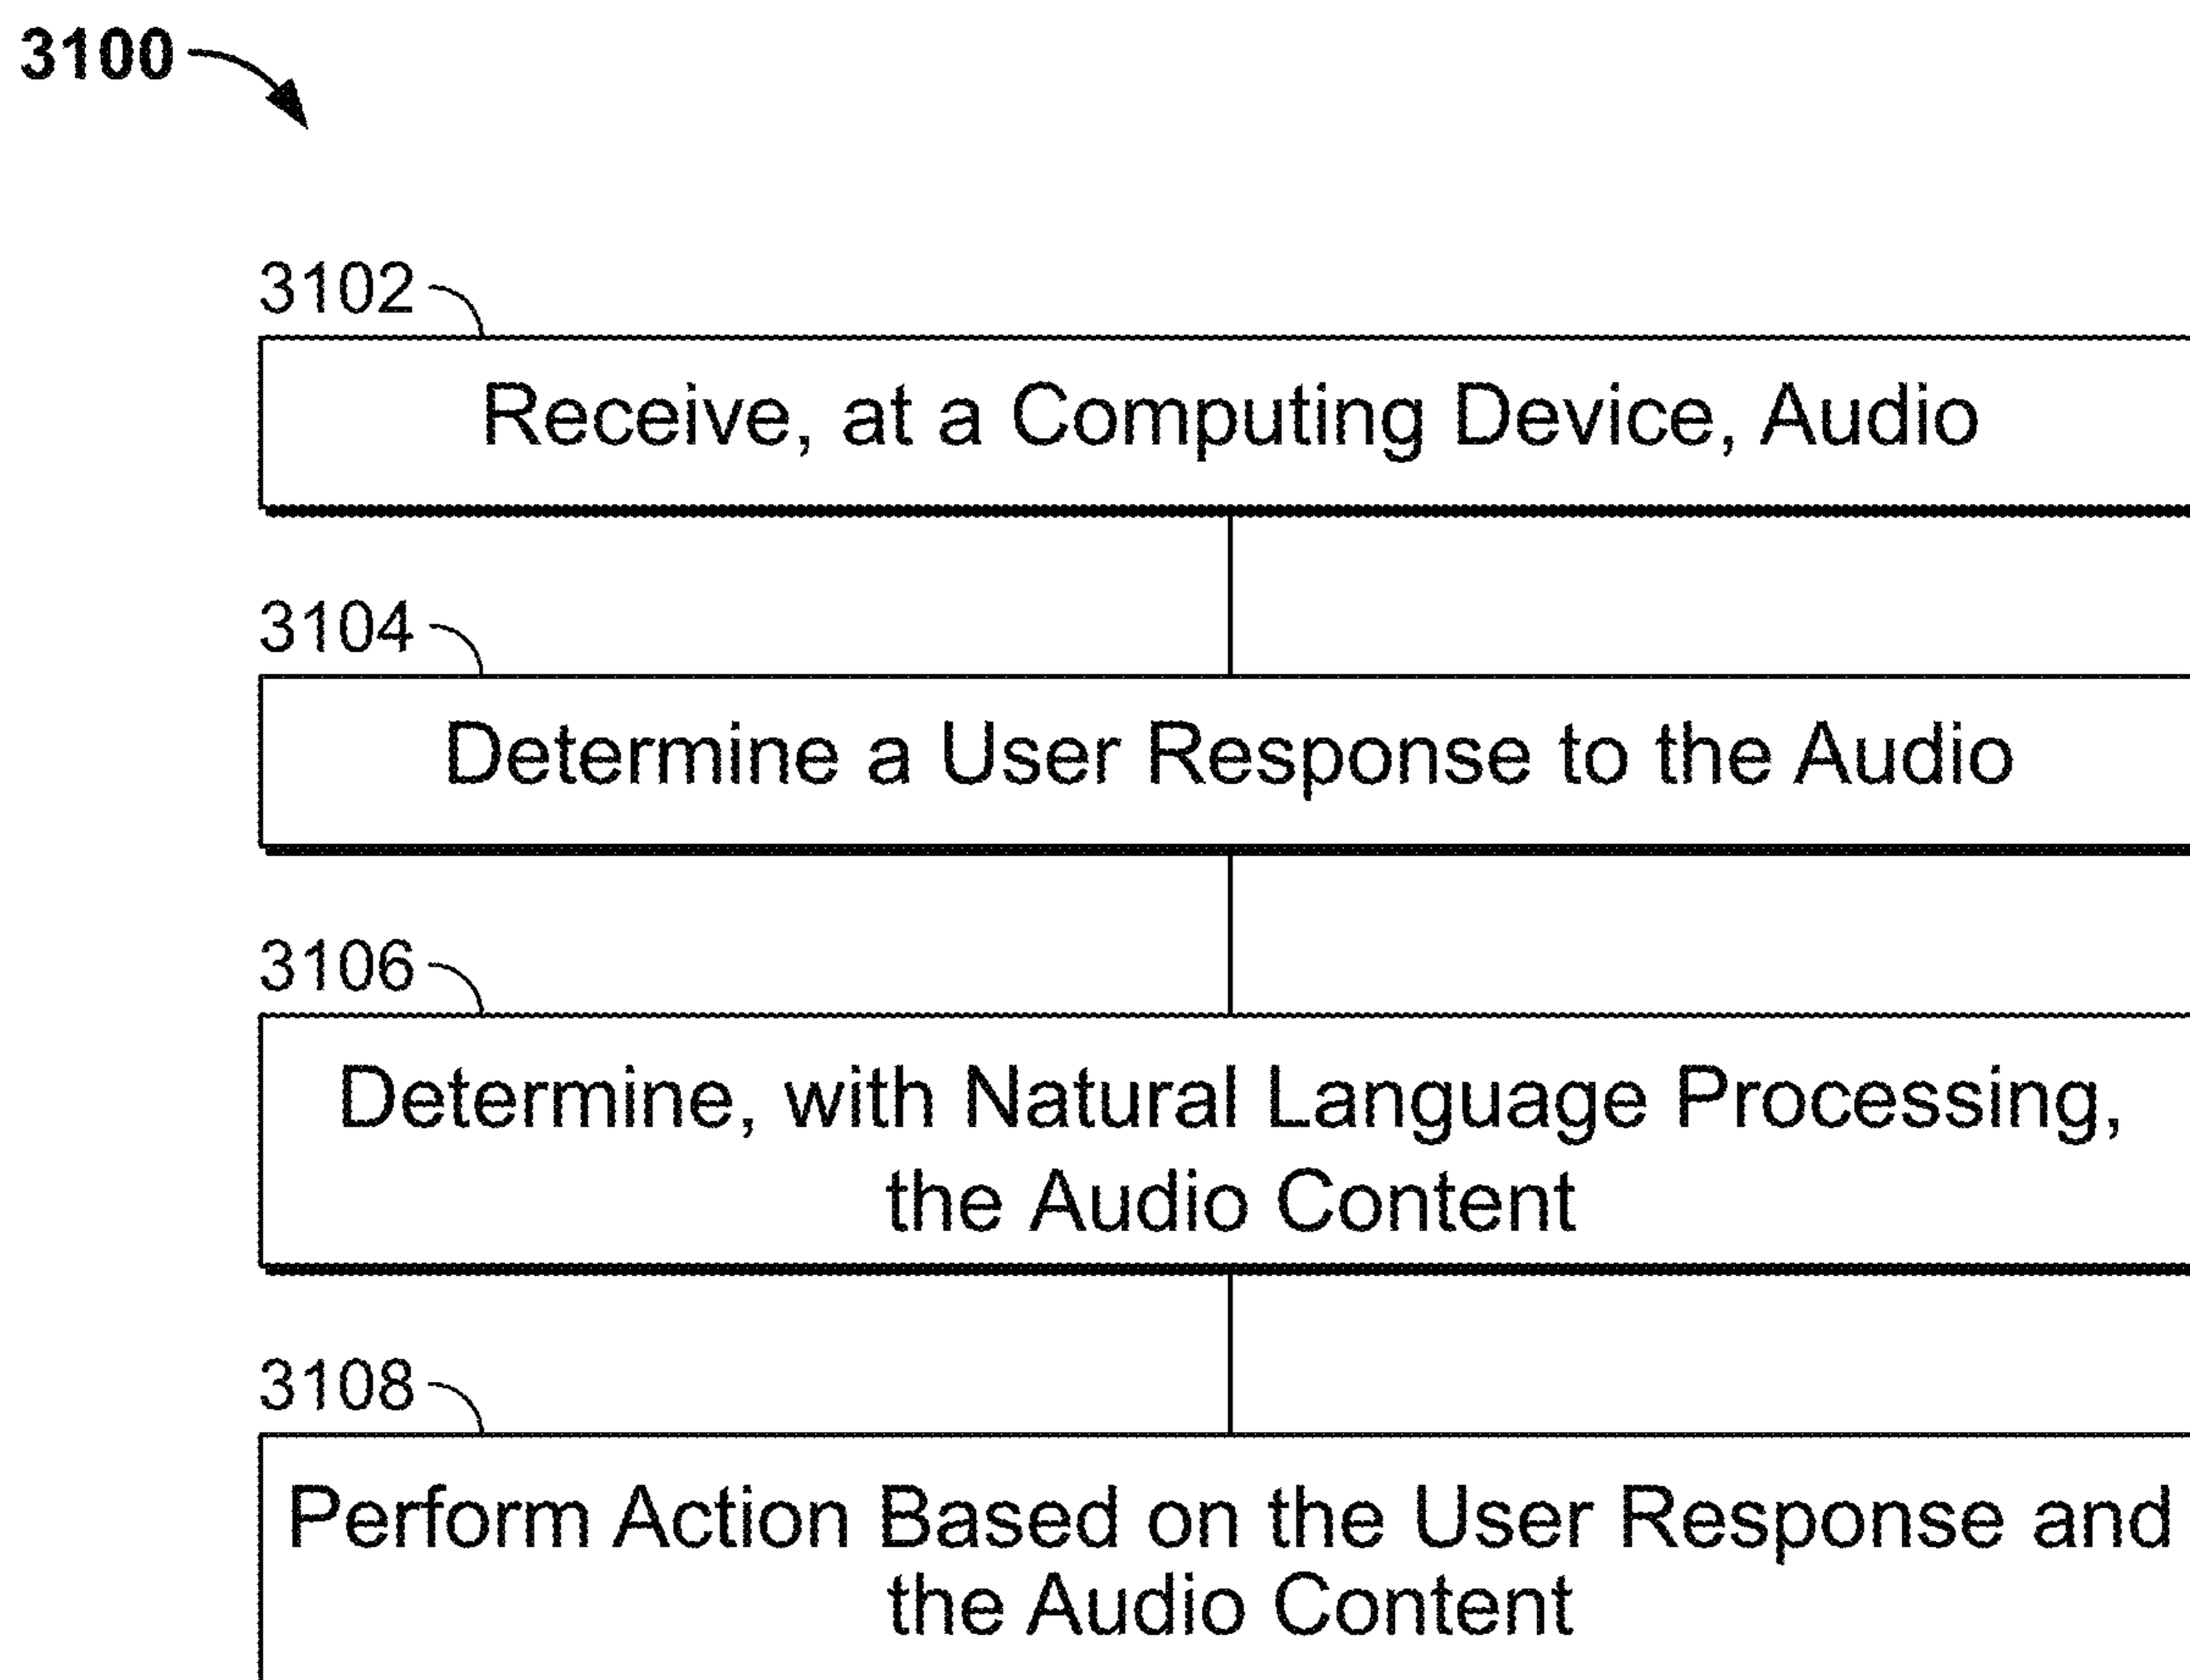 3100
3102
Receive, at a Computing Device, Audio
3104
Determine a User Response to the Audio
3106
Determine, with Natural Language Processing,
the Audio Content
3108
Perform Action Based on the User Response and
the Audio Content